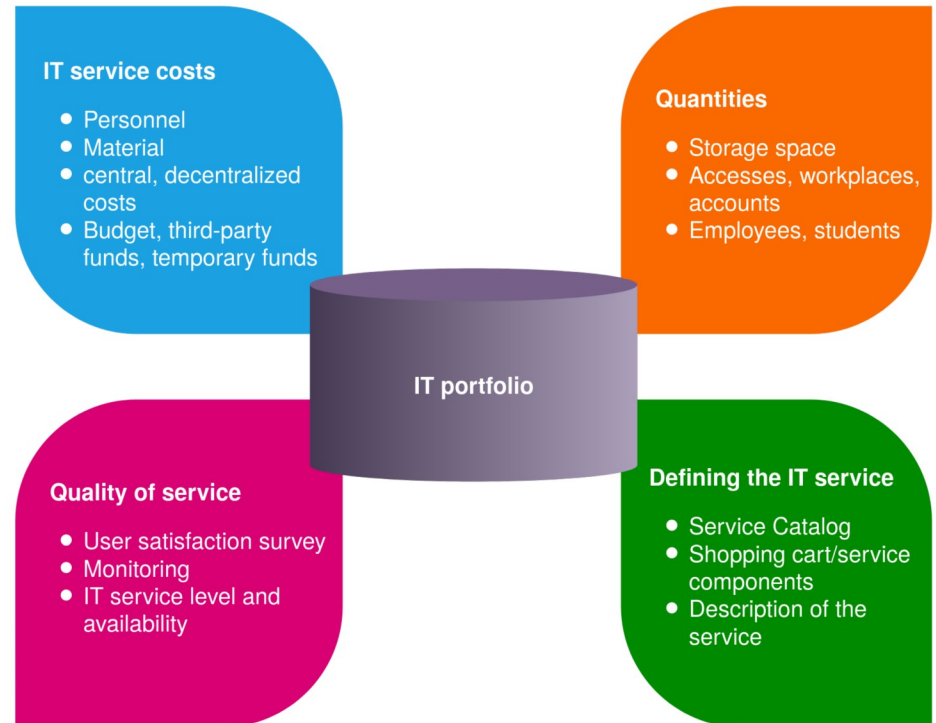 IT service costs
Personnel
Material
central, decentralized
costs
Budget, third-party
funds, temporary funds
Quantities
Storage space
Accesses, workplaces,
accounts
Employees, students
IT portfolio
Quality of service
User satisfaction survey
Monitoring
IT service level and
availability
Defining the IT service
Service Catalog
Shopping cart/service
components
Description of the
service